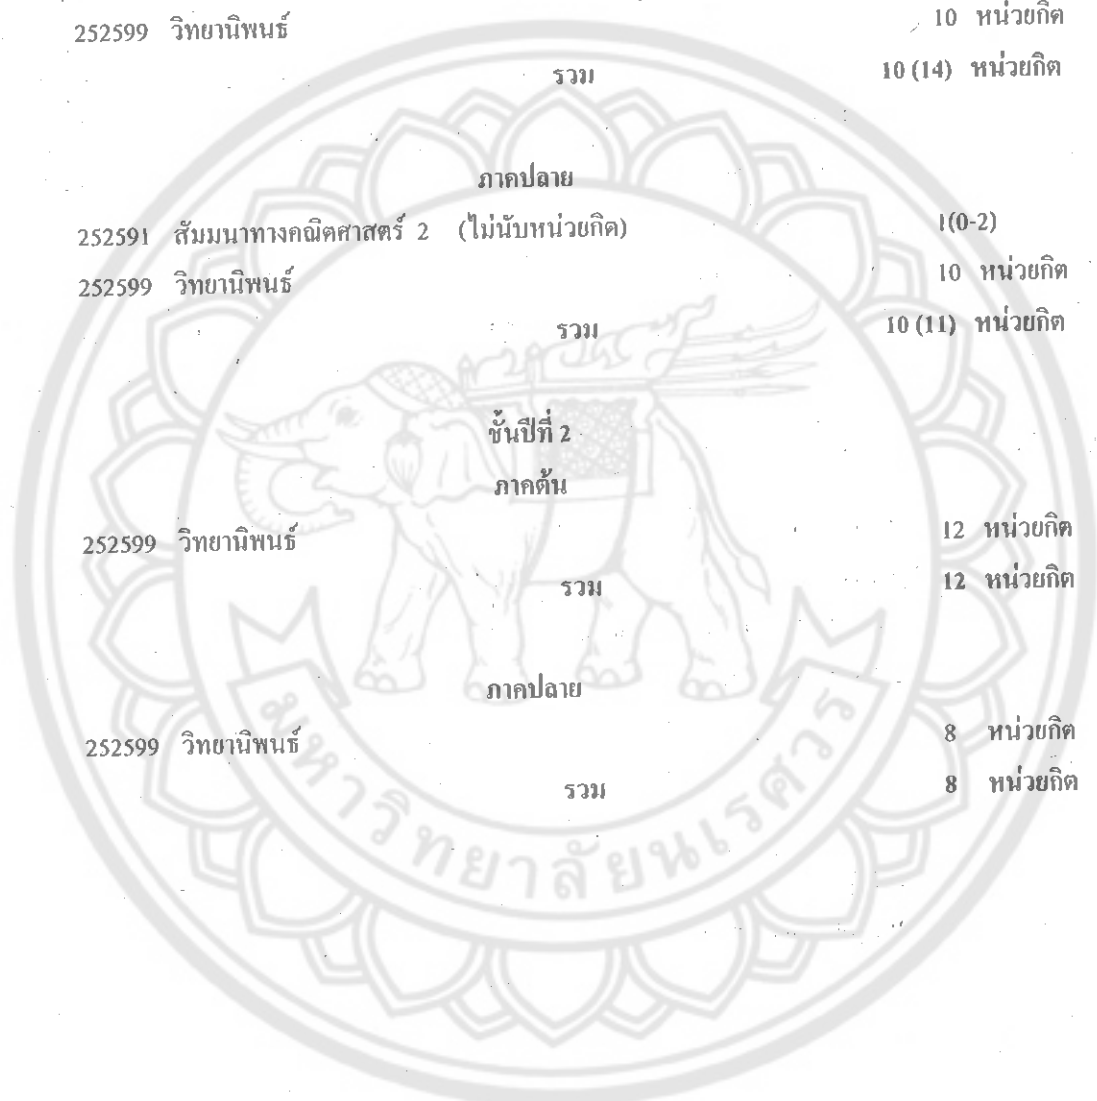 252599 วิทยานิพนธ์ 10 หน่วยกิต
รวม 10 (14) หน่วยกิต
ภาคปลาย
252591 สัมมนาทางคณิตศาสตร์ 2 (ไม่นับหน่วยกิต) 1(0-2)
252599 วิทยานิพนธ์ 10 หน่วยกิต
รวม 10 (11) หน่วยกิต
ชั้นปีที่ 2
ภาคต้น
252599 วิทยานิพนธ์ 12 หน่วยกิต
รวม 12 หน่วยกิต
ภาคปลาย
252599 วิทยานิพนธ์ 8 หน่วยกิต
รวม 8 หน่วยกิต
มหาวิทยาลัยนเรศวร